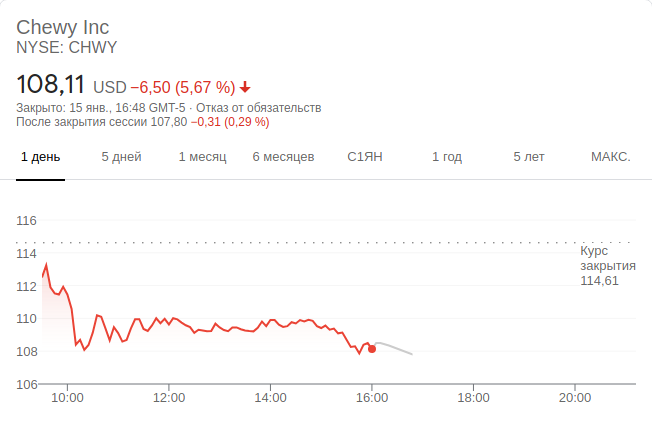 Chewy Inc
NYSE: CHWY
108,11 USD −6,50 (5,67 %)
Закрыто: 15 янв., 16:48 GMT-5 · Отказ от обязательств
После закрытия сессии 107,80 −0,31 (0,29 %)
1 день 5 дней 1 месяц 6 месяцев С1ЯН 1 год 5 лет МАКС.
116
114
Курс
закрытия
114,61
112
110
108
106
10:00 12:00 14:00 16:00 18:00 20:00